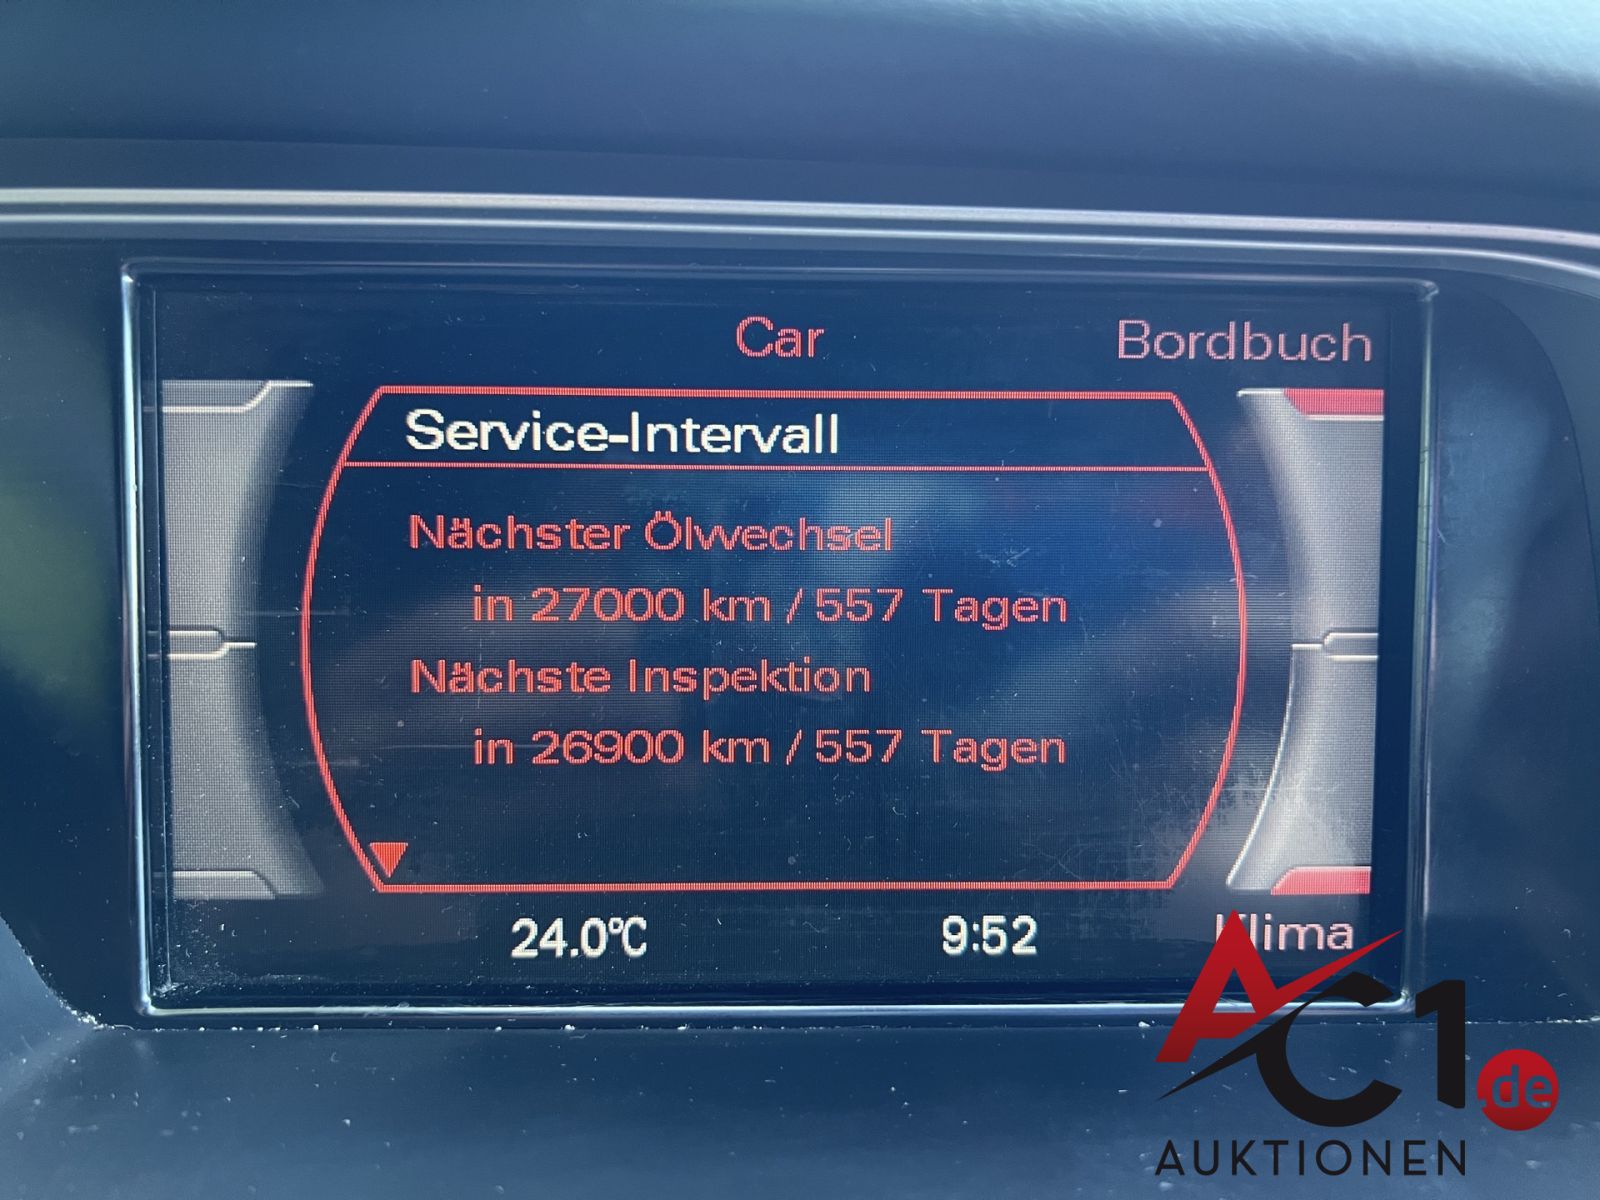 Car
Bordbuch
Service-Intervall
Nächster Ölwechsel
in 27000 km / 557 Tagen
Nächste Inspektion
in 26900 km / 557 Tagen
24.0°C
9:52
Klima
AC1.de
AUKTIONEN